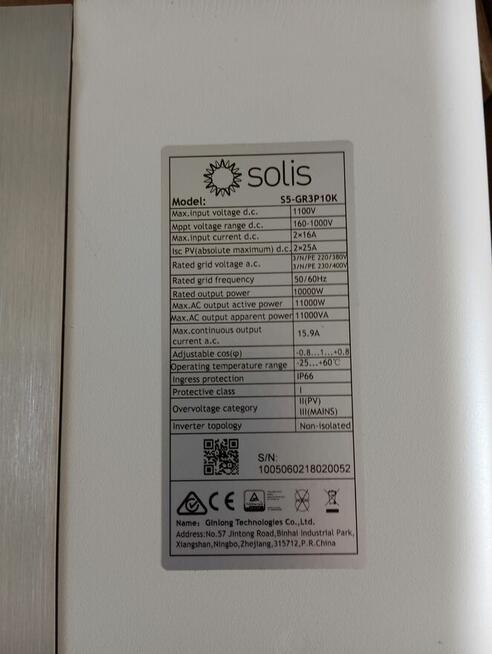 solis
Model: S5-GR3P10K
Max.input voltage d.c. 1100V
Mppt voltage range d.c. 160-1000V
Max.input current d.c. 2×16A
Isc PV(absolute maximum) d.c. 2×25A
Rated grid voltage a.c. 3/N/PE 220/380V
3/N/PE 230/400V
Rated grid frequency 50/60Hz
Rated output power 10000W
Max.AC output active power 11000W
Max.AC output apparent power 11000VA
Max.continuous output
current a.c. 15.9A
Adjustable cos(φ) -0.8...1...+0.8
Operating temperature range -25...+60℃
Ingress protection IP66
Protective class I
Overvoltage category II(PV)
III(MAINS)
Inverter topology Non-isolated
S/N:
1005060218020052
CE
Name: Ginlong Technologies Co.,Ltd.
Address:No.57 Jintong Road,Binhai Industrial Park,
Xiangshan,Ningbo,Zhejiang,315712,P.R.China